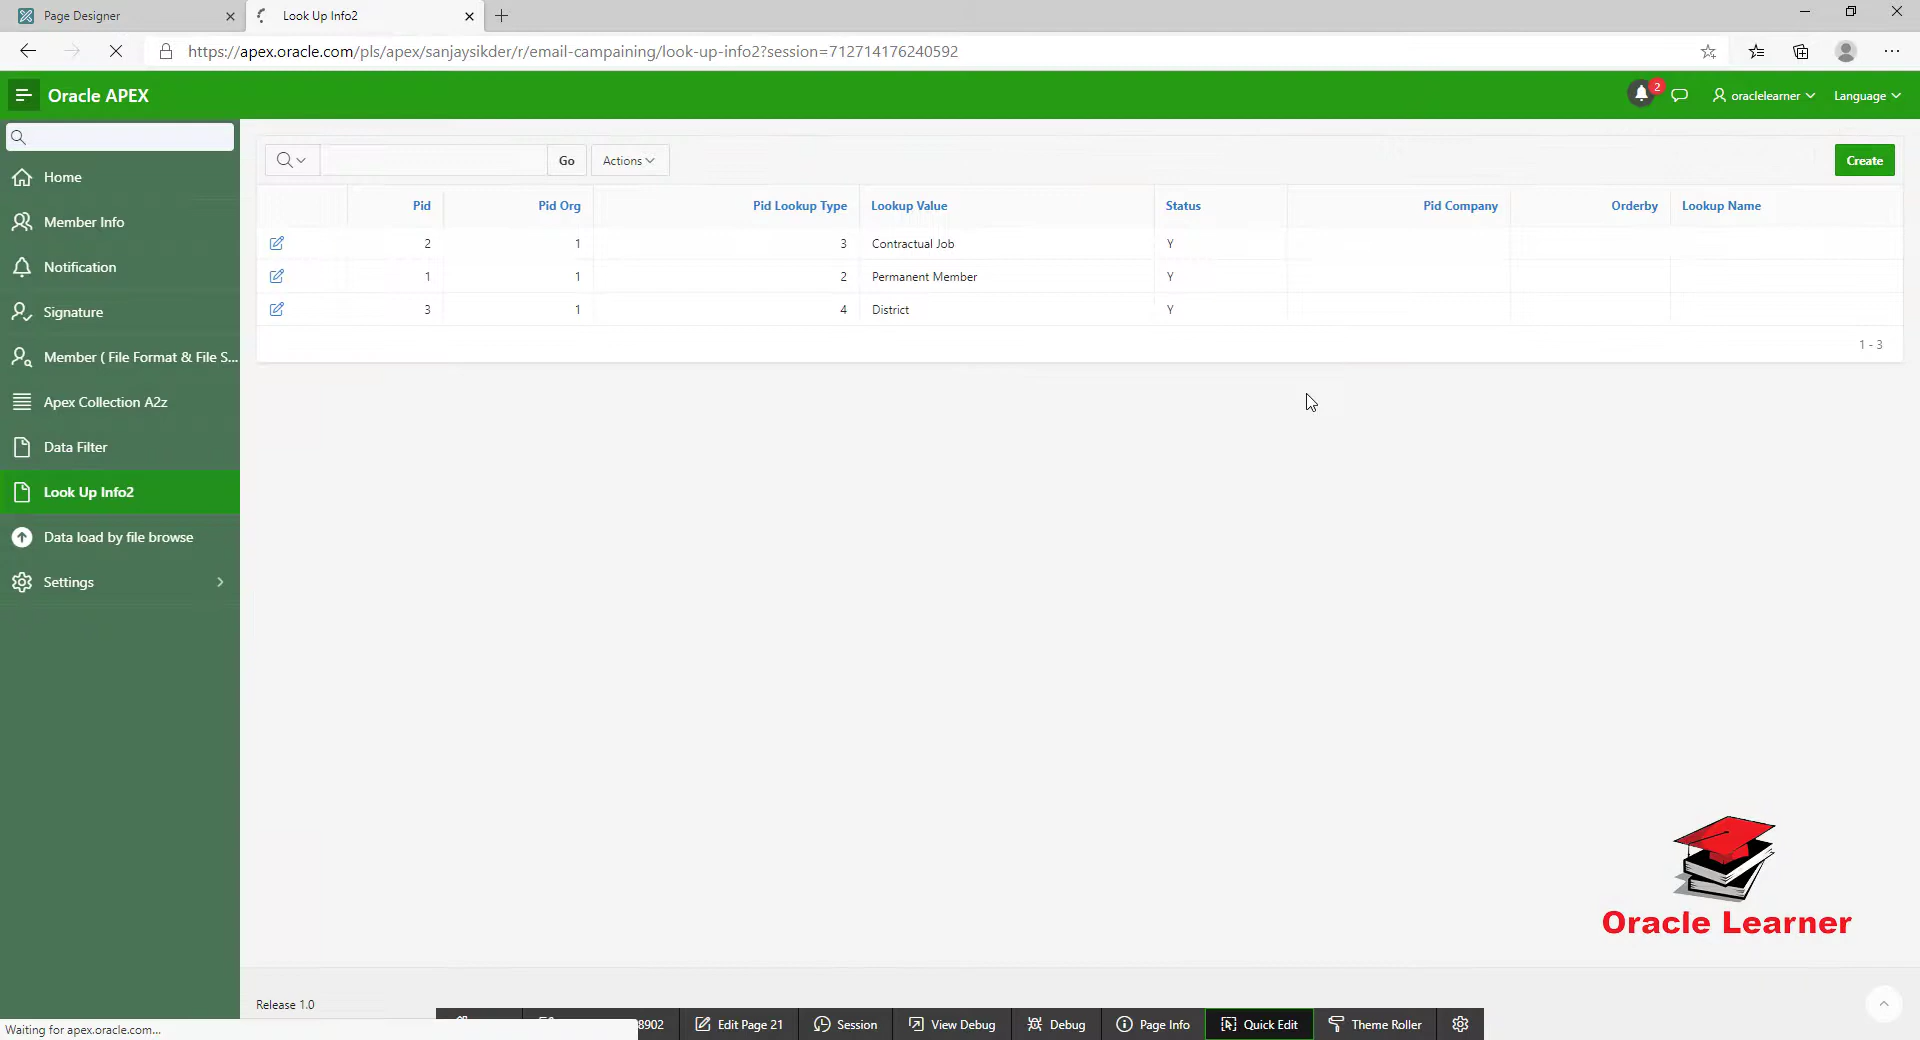 Page Designer
Look Up Info2
https://apex.oracle.com/pls/apex/sanjaysikder/r/email-campaining/look-up-info2?session=712714176240592
Oracle APEX
2
oraclelearner
Language
Home
Member Info
Notification
Signature
Member ( File Format & File S...
Apex Collection A2z
Data Filter
Look Up Info2
Data load by file browse
Settings
Go
Actions
Create
Pid Pid Org Pid Lookup Type Lookup Value Status Pid Company Orderby Lookup Name
2 1 3 Contractual Job Y
1 1 2 Permanent Member Y
3 1 4 District Y
1 - 3
Oracle Learner
Release 1.0
Waiting for apex.oracle.com...
8902
Edit Page 21
Session
View Debug
Debug
Page Info
Quick Edit
Theme Roller